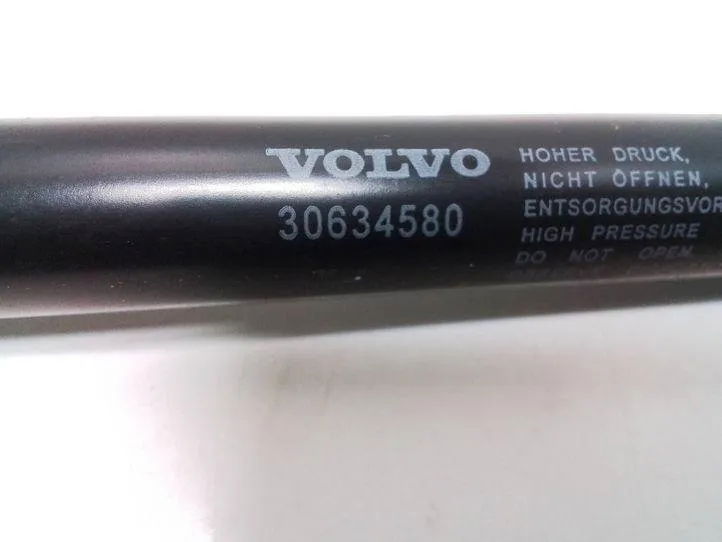 VOLVO
30634580
HOHER DRUCK,
NICHT ÖFFNEN,
ENTSORGUNGSVOR
HIGH PRESSURE
DO NOT OPEN